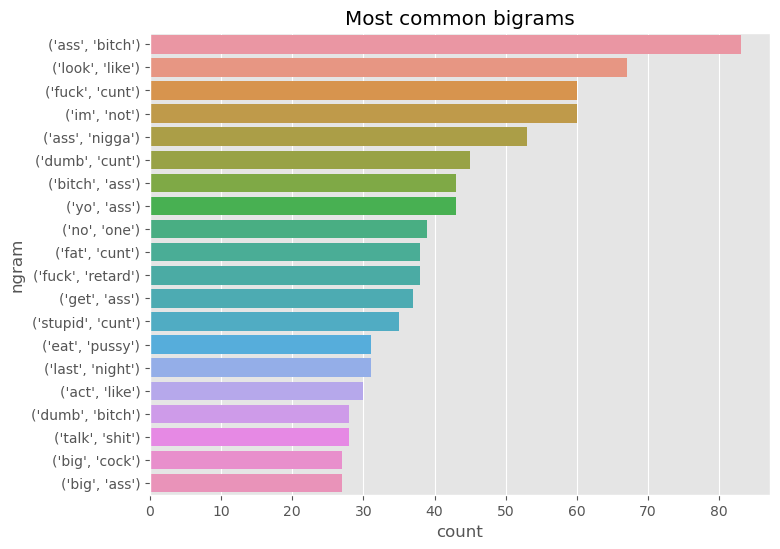 Most common bigrams
('ass', 'bitch')
('look', 'like')
('fuck', 'cunt')
('im', 'not')
('ass', 'nigga')
('dumb', 'cunt')
('bitch', 'ass')
('yo', 'ass')
('no', 'one')
('fat', 'cunt')
('fuck', 'retard')
('get', 'ass')
('stupid', 'cunt')
('eat', 'pussy')
('last', 'night')
('act', 'like')
('dumb', 'bitch')
('talk', 'shit')
('big', 'cock')
('big', 'ass')
ngram
0 10 20 30 40 50 60 70 80
count